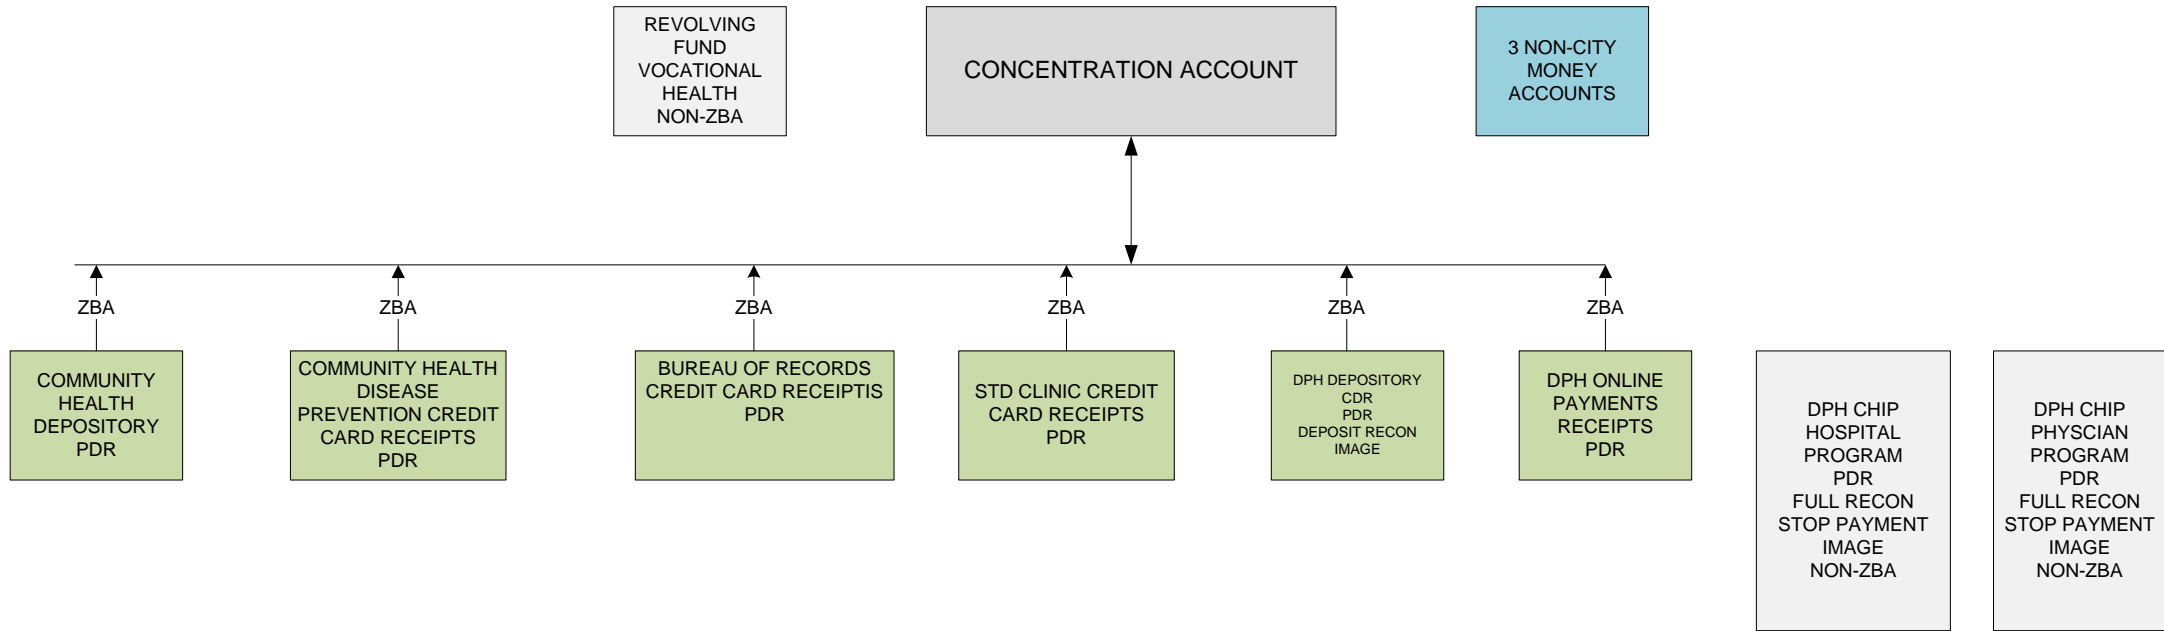 REVOLVING
FUND
VOCATIONAL
HEALTH
NON-ZBA
CONCENTRATION ACCOUNT
3 NON-CITY
MONEY
ACCOUNTS
ZBA
ZBA
ZBA
ZBA
ZBA
ZBA
COMMUNITY
HEALTH
DEPOSITORY
PDR
COMMUNITY HEALTH
DISEASE
PREVENTION CREDIT
CARD RECEIPTS
PDR
BUREAU OF RECORDS
CREDIT CARD RECEIPTIS
PDR
STD CLINIC CREDIT
CARD RECEIPTS
PDR
DPH DEPOSITORY
CDR
PDR
DEPOSIT RECON
IMAGE
DPH ONLINE
PAYMENTS
RECEIPTS
PDR
DPH CHIP
HOSPITAL
PROGRAM
PDR
FULL RECON
STOP PAYMENT
IMAGE
NON-ZBA
DPH CHIP
PHYSCIAN
PROGRAM
PDR
FULL RECON
STOP PAYMENT
IMAGE
NON-ZBA